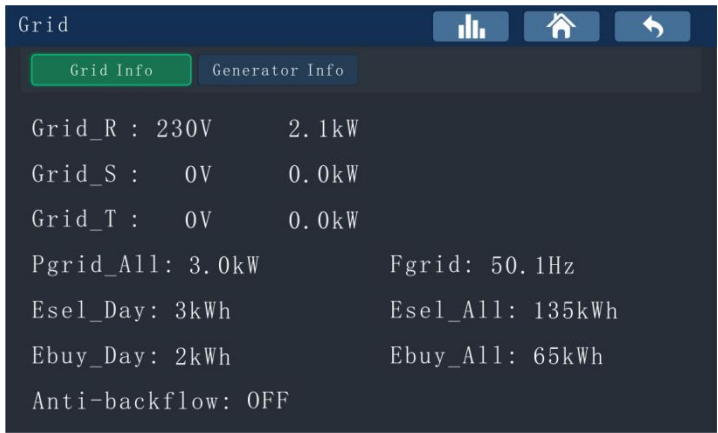 Grid
Grid Info Generator Info
Grid_R : 230V 2.1kW
Grid_S : 0V 0.0kW
Grid_T : 0V 0.0kW
Pgrid_All: 3.0kW Fgrid: 50.1Hz
Esel_Day: 3kWh Esel_All: 135kWh
Ebuy_Day: 2kWh Ebuy_All: 65kWh
Anti-backflow: OFF